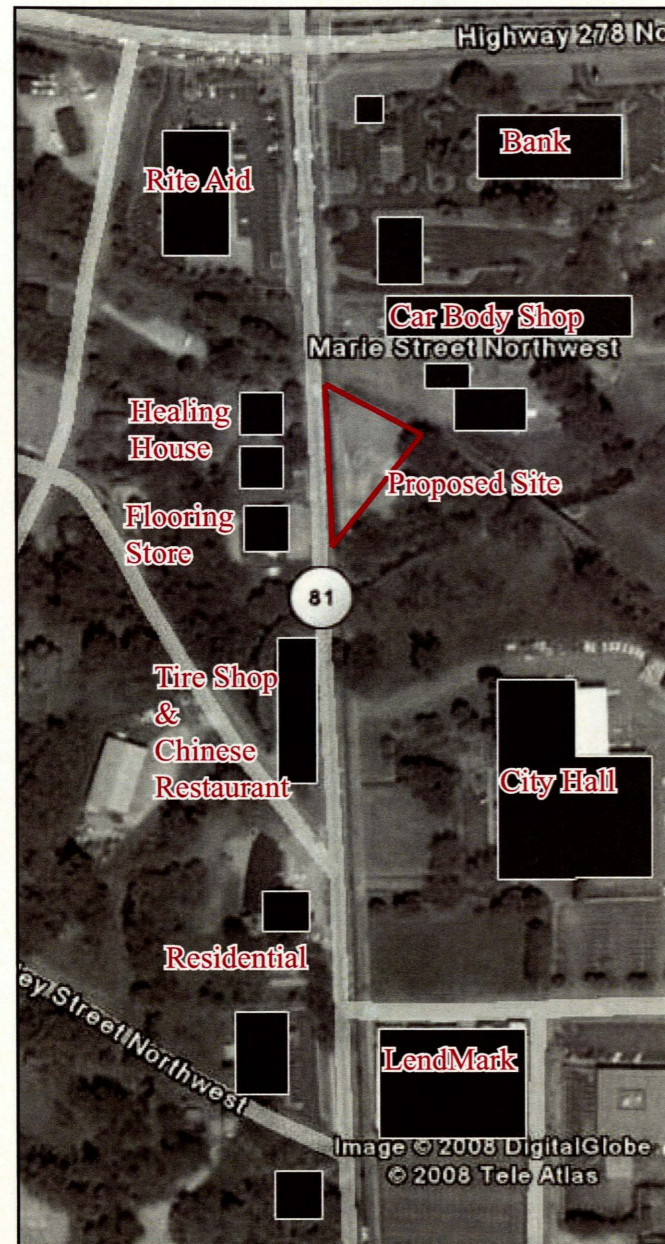 Highway 278 No
Bank
Rite Aid
Car Body Shop
Marie Street Northwest
Healing
House
Proposed Site
Flooring
Store
81
Tire Shop
&
Chinese
Restaurant
City Hall
Residential
ey Street Northwest
LendMark
Image © 2008 DigitalGlobe
© 2008 Tele Atlas